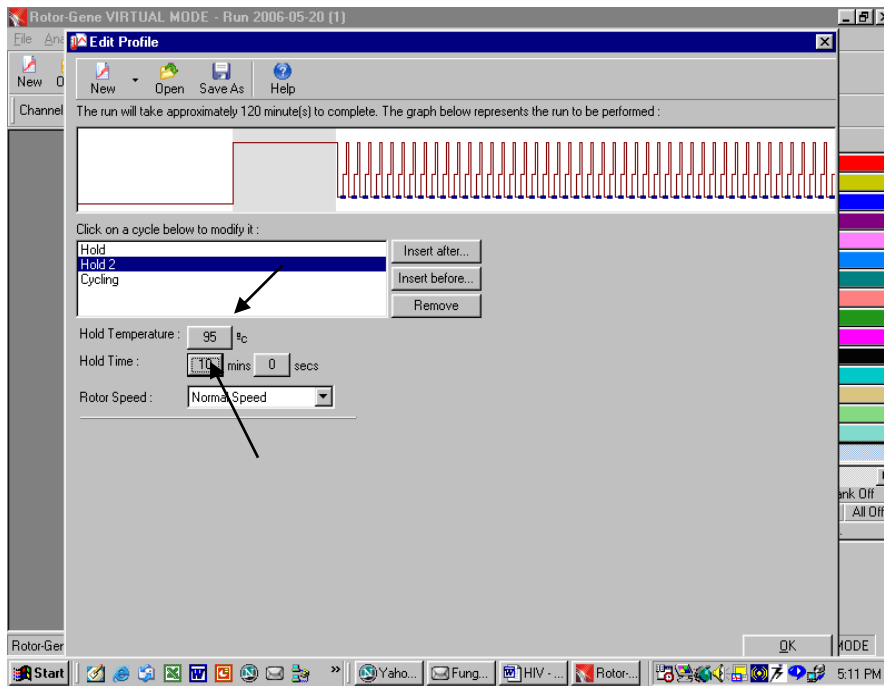 Rotor-Gene VIRTUAL MODE - Run 2006-05-20 (1)
File Ana
Edit Profile
New
New Open Save As Help
Channel
The run will take approximately 120 minute(s) to complete. The graph below represents the run to be performed :
Click on a cycle below to modify it :
Hold
Hold 2
Cycling
Insert after...
Insert before...
Remove
Hold Temperature : 95 ºc
Hold Time : 10 mins 0 secs
Rotor Speed : Normal Speed
ank Off
All Off
OK
Rotor-Ger
MODE
Start
» Yaho... Fung... HIV - ... Rotor-... 5:11 PM